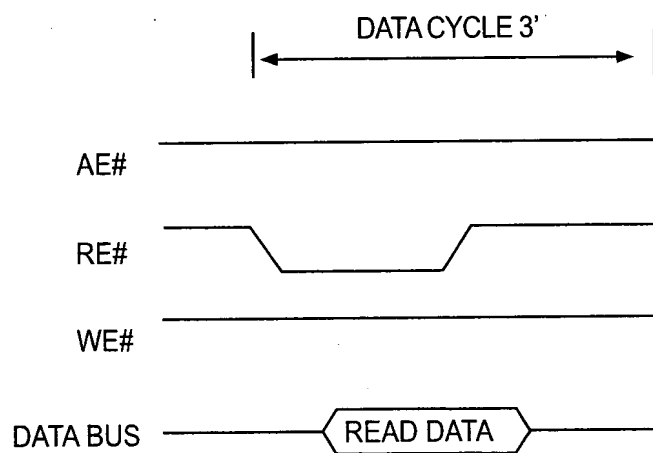 DATA CYCLE 3'
AE#
RE#
WE#
DATA BUS
READ DATA